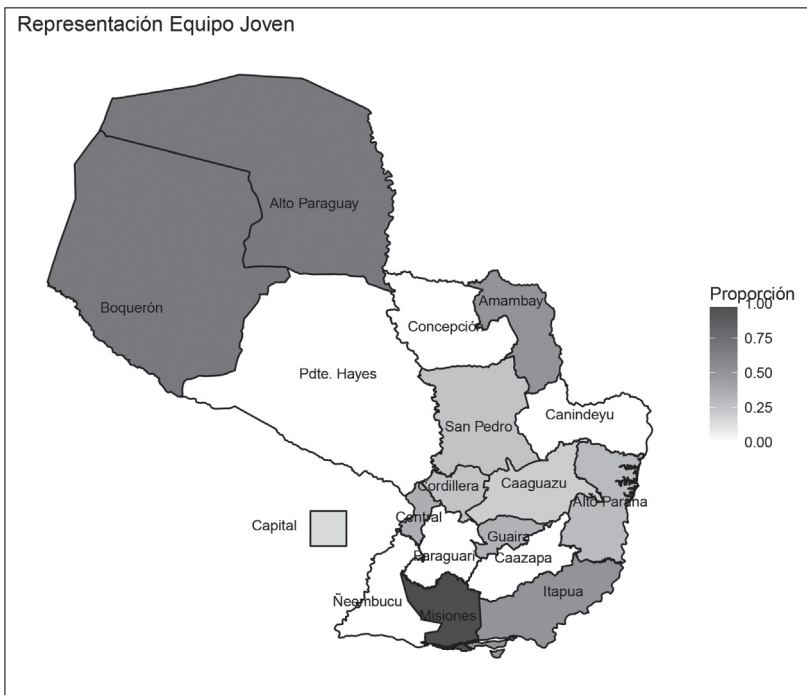 Representación Equipo Joven
Alto Paraguay
Boquerón
Amambay
Concepción
Proporción
1.00
0.75
0.50
0.25
0.00
Pdte. Hayes
Canindeyu
San Pedro
Cordillera
Caaguazu
Alto Parana
Central
Capital
Guaira
Paraguari
Caazapa
Itapua
Ñeembucu
Misiones